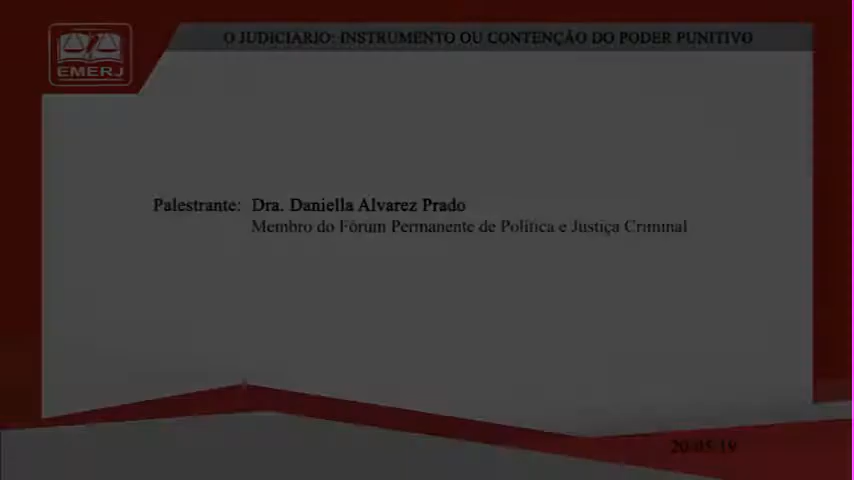 O JUDICIÁRIO: INSTRUMENTO OU CONTENÇÃO DO PODER PUNITIVO
EMERJ
Palestrante: Dra. Daniella Alvarez Prado
Membro do Fórum Permanente de Política e Justiça Criminal
20/05/19